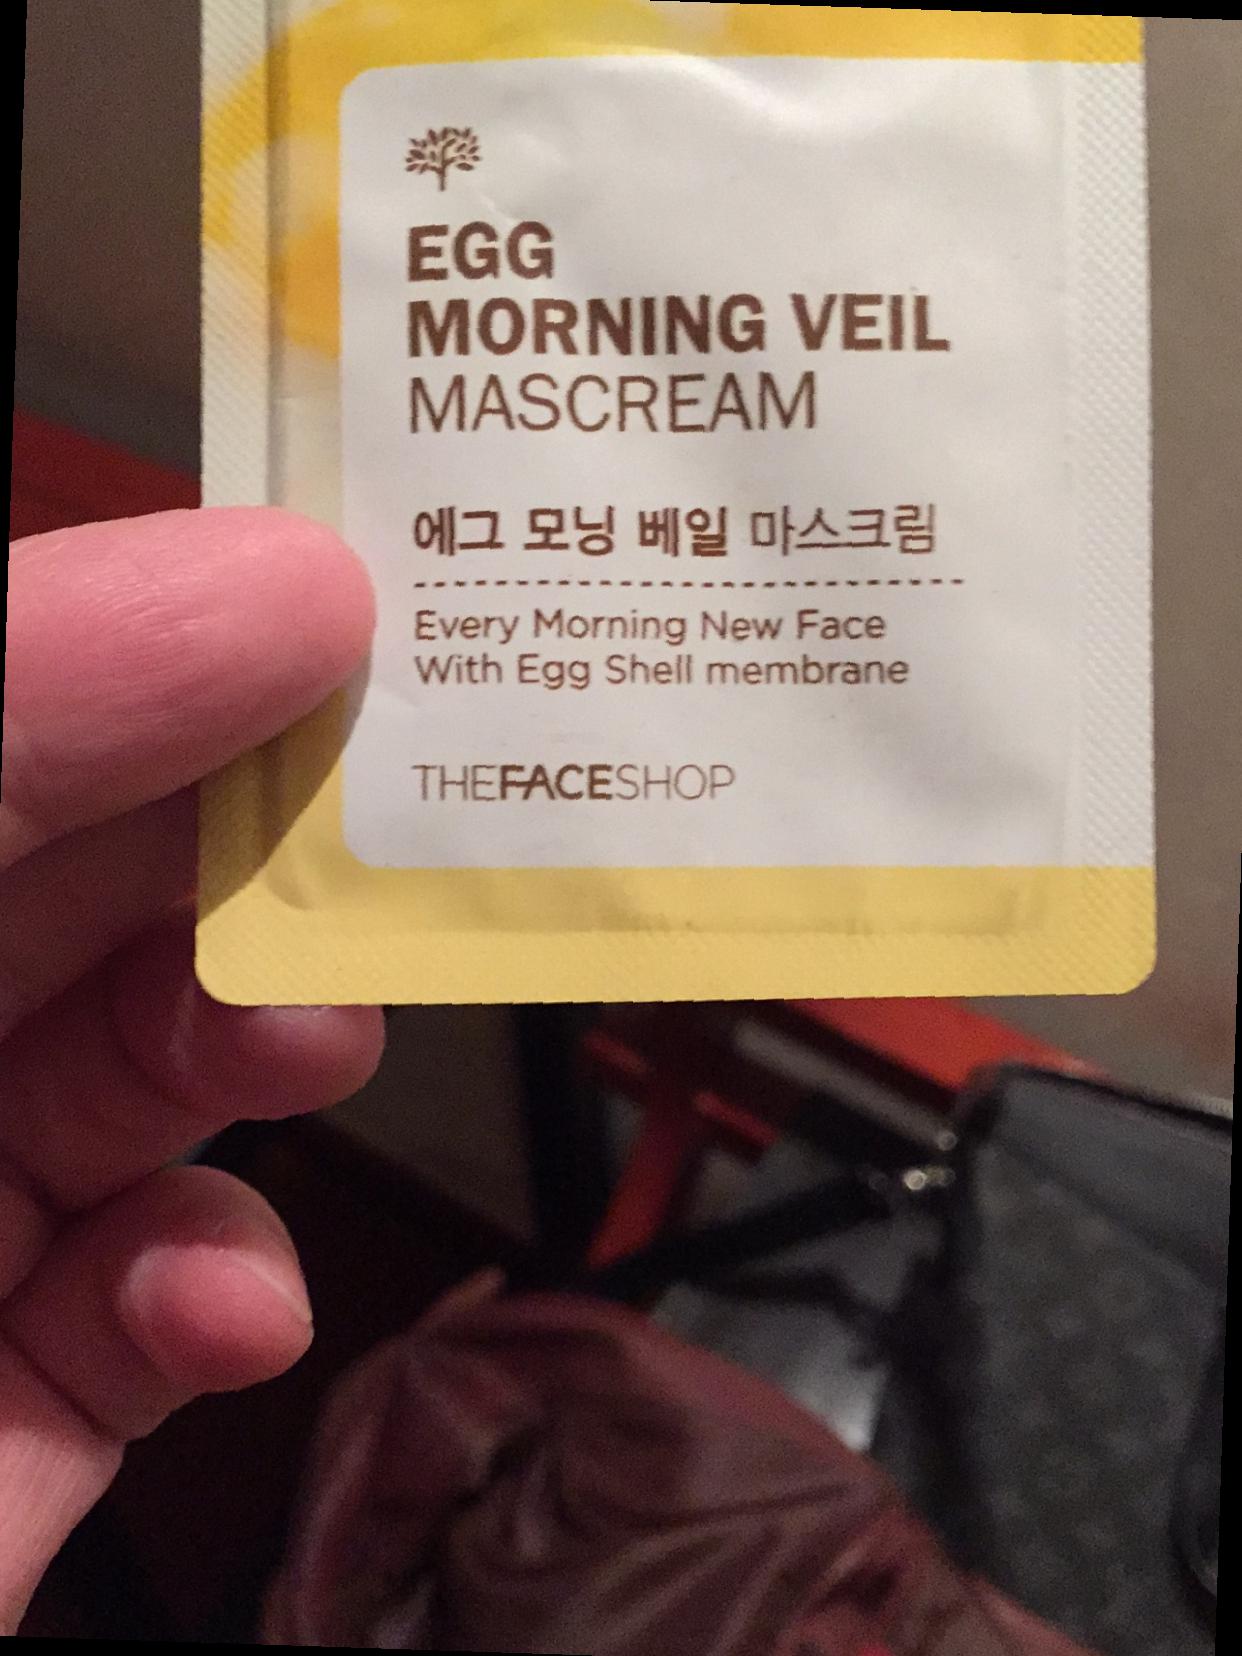 EGG
MORNING VEIL
MASCREAM
에그 모닝 베일 마스크림
Every Morning New Face
With Egg Shell membrane
THEFACESHOP